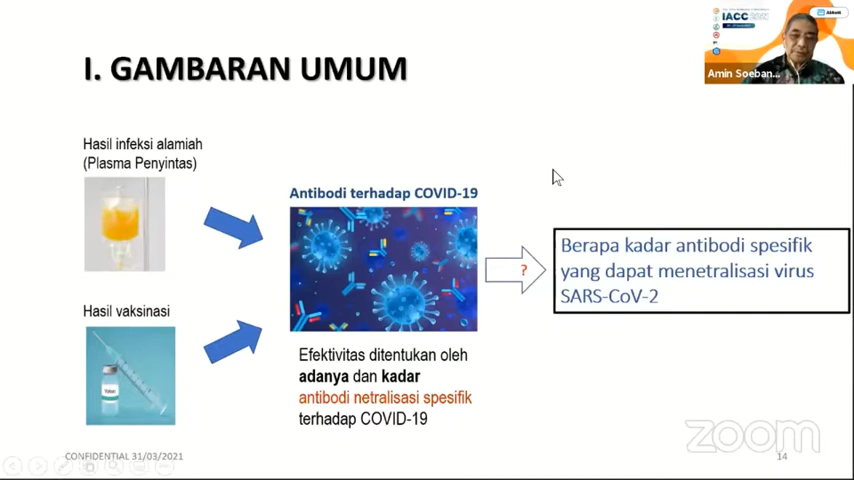 I. GAMBARAN UMUM
IACC
Abbott
Amin Soeban...
Hasil infeksi alamiah
(Plasma Penyintas)
Antibodi terhadap COVID-19
?
Berapa kadar antibodi spesifik
yang dapat menetralisasi virus
SARS-CoV-2
Hasil vaksinasi
Efektivitas ditentukan oleh
adanya dan kadar
antibodi netralisasi spesifik
terhadap COVID-19
zoom
CONFIDENTIAL 31/03/2021
14